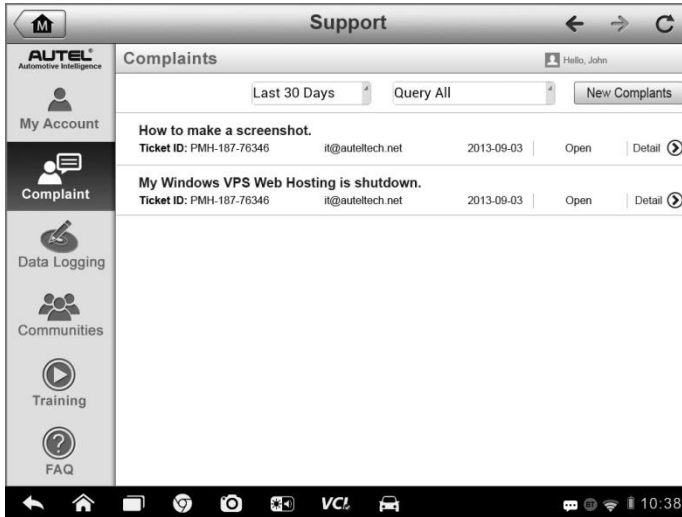 M
Support
AUTEL®
Automotive Intelligence
Complaints
Hello, John
Last 30 Days
Query All
New Complants
My Account
How to make a screenshot.
Ticket ID: PMH-187-76346 it@auteltech.net 2013-09-03 Open Detail
Complaint
My Windows VPS Web Hosting is shutdown.
Ticket ID: PMH-187-76346 it@auteltech.net 2013-09-03 Open Detail
Data Logging
Communities
Training
?
FAQ
VCI
10:38